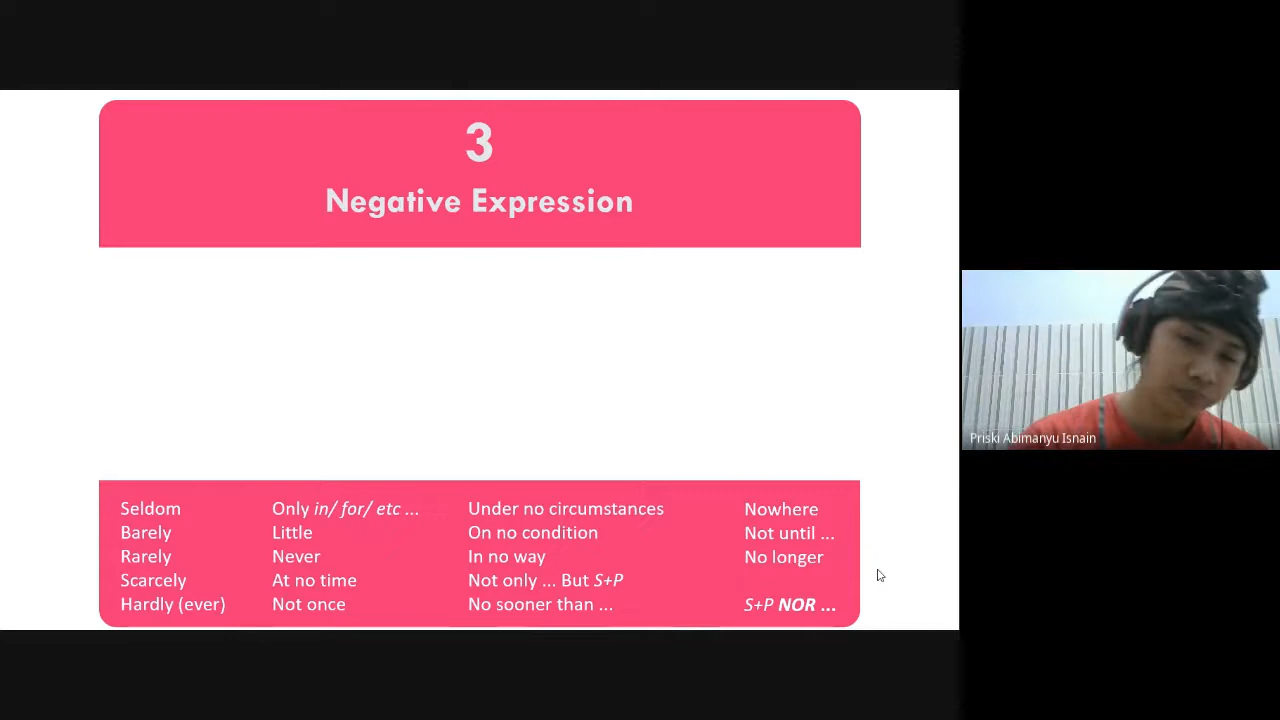 3
Negative Expression
Seldom
Barely
Rarely
Scarcely
Hardly (ever)
Only in/ for/ etc ...
Little
Never
At no time
Not once
Under no circumstances
On no condition
In no way
Not only ... But S+P
No sooner than ...
Nowhere
Not until ...
No longer
S+P NOR ...
Priski Abimanyu Isnain